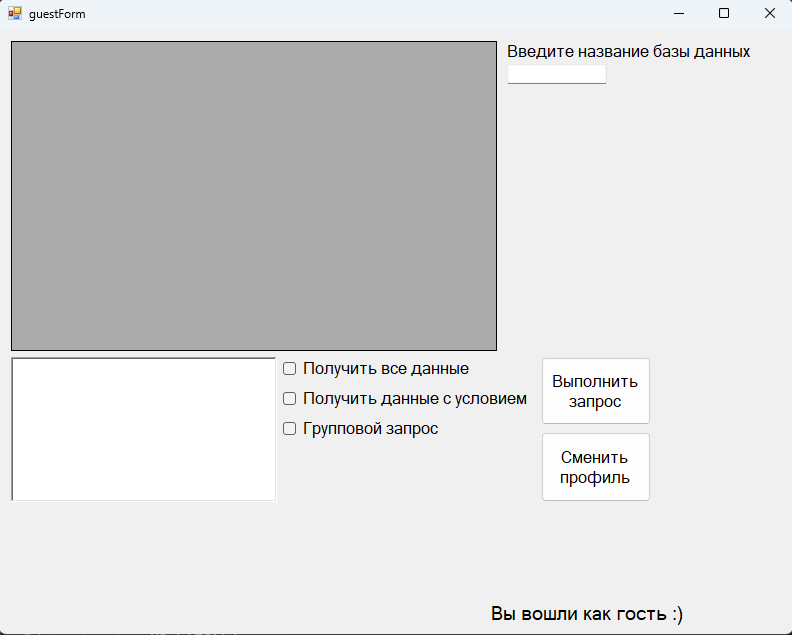 guestForm
Введите название базы данных
Получить все данные
Получить данные с условием
Групповой запрос
Выполнить
запрос
Сменить
профиль
Вы вошли как гость :)